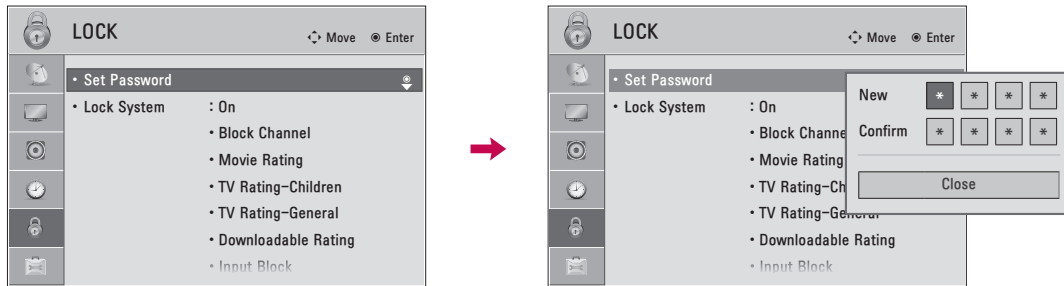 LOCK
Move Enter
• Set Password
• Lock System : On
• Block Channel
• Movie Rating
• TV Rating-Children
• TV Rating-General
• Downloadable Rating
• Input Block
LOCK
Move Enter
• Set Password
• Lock System : On
• Block Channe
• Movie Rating
• TV Rating-Ch
• TV Rating-General
• Downloadable Rating
• Input Block
New * * * *
Confirm * * * *
Close